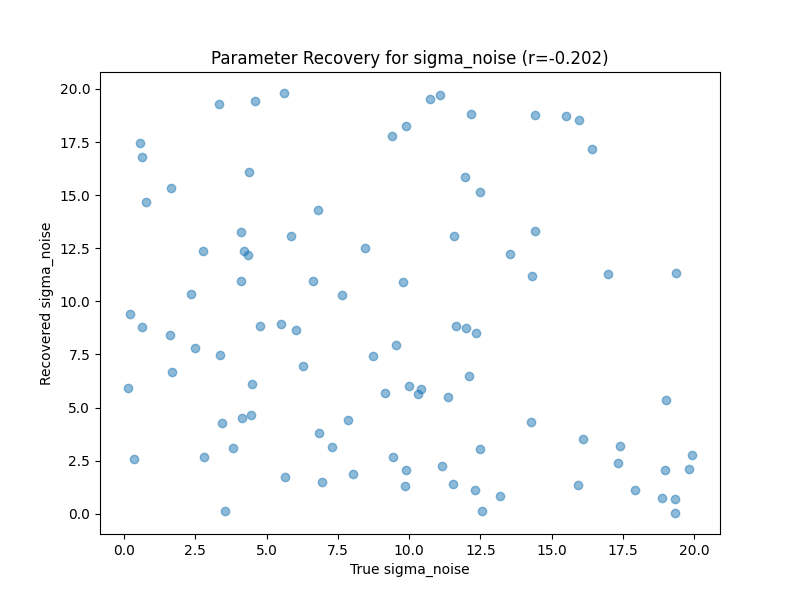 Parameter Recovery for sigma_noise (r=-0.202)
20.0
17.5
15.0
12.5
10.0
7.5
5.0
2.5
0.0
Recovered sigma_noise
0.0 2.5 5.0 7.5 10.0 12.5 15.0 17.5 20.0
True sigma_noise